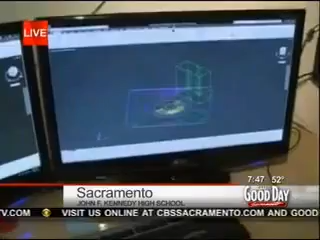 LIVE
Sacramento
JOHN F. KENNEDY HIGH SCHOOL
7:47 52°
GOOD DAY
TV.COM VISIT US ONLINE AT CBSSACRAMENTO.COM AND GOOD